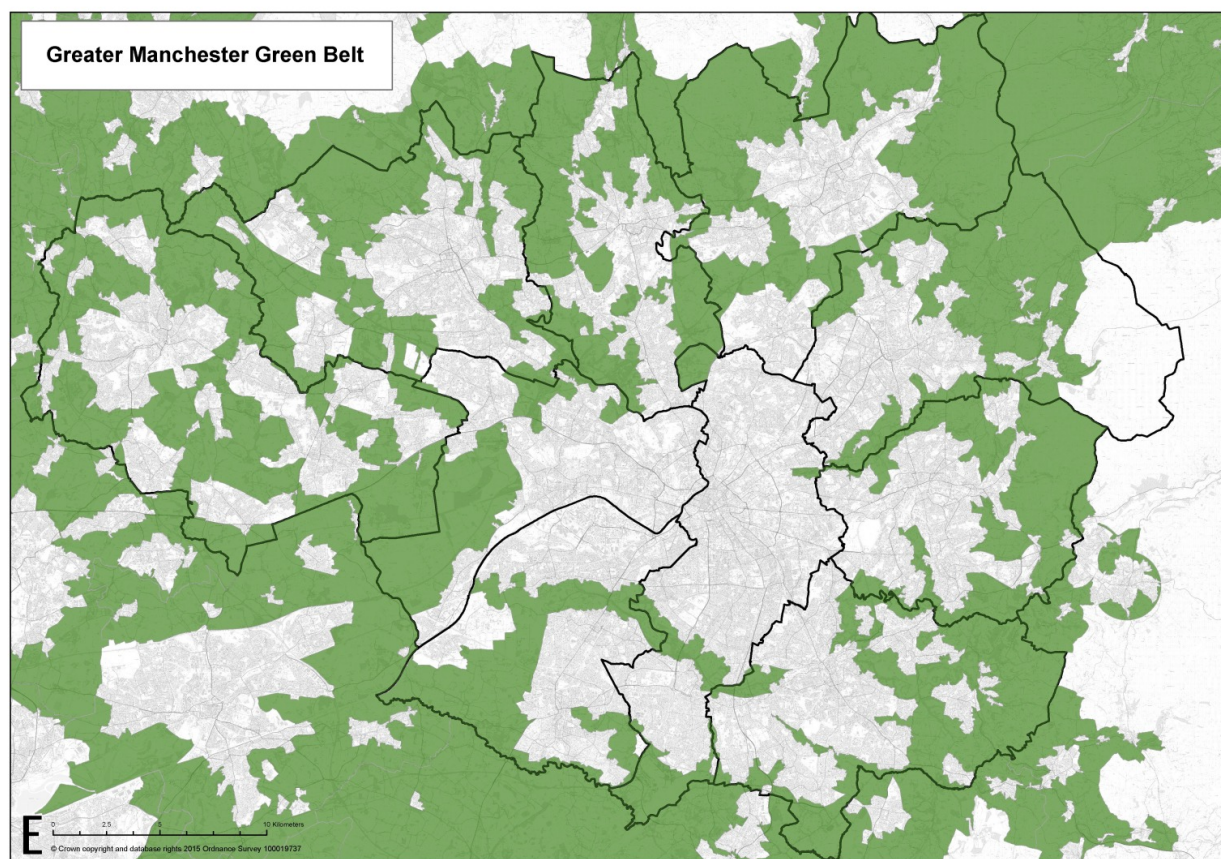 Greater Manchester Green Belt
E
0 2.5 5 10 Kilometers
© Crown copyright and database rights 2015 Ordnance Survey 100019737